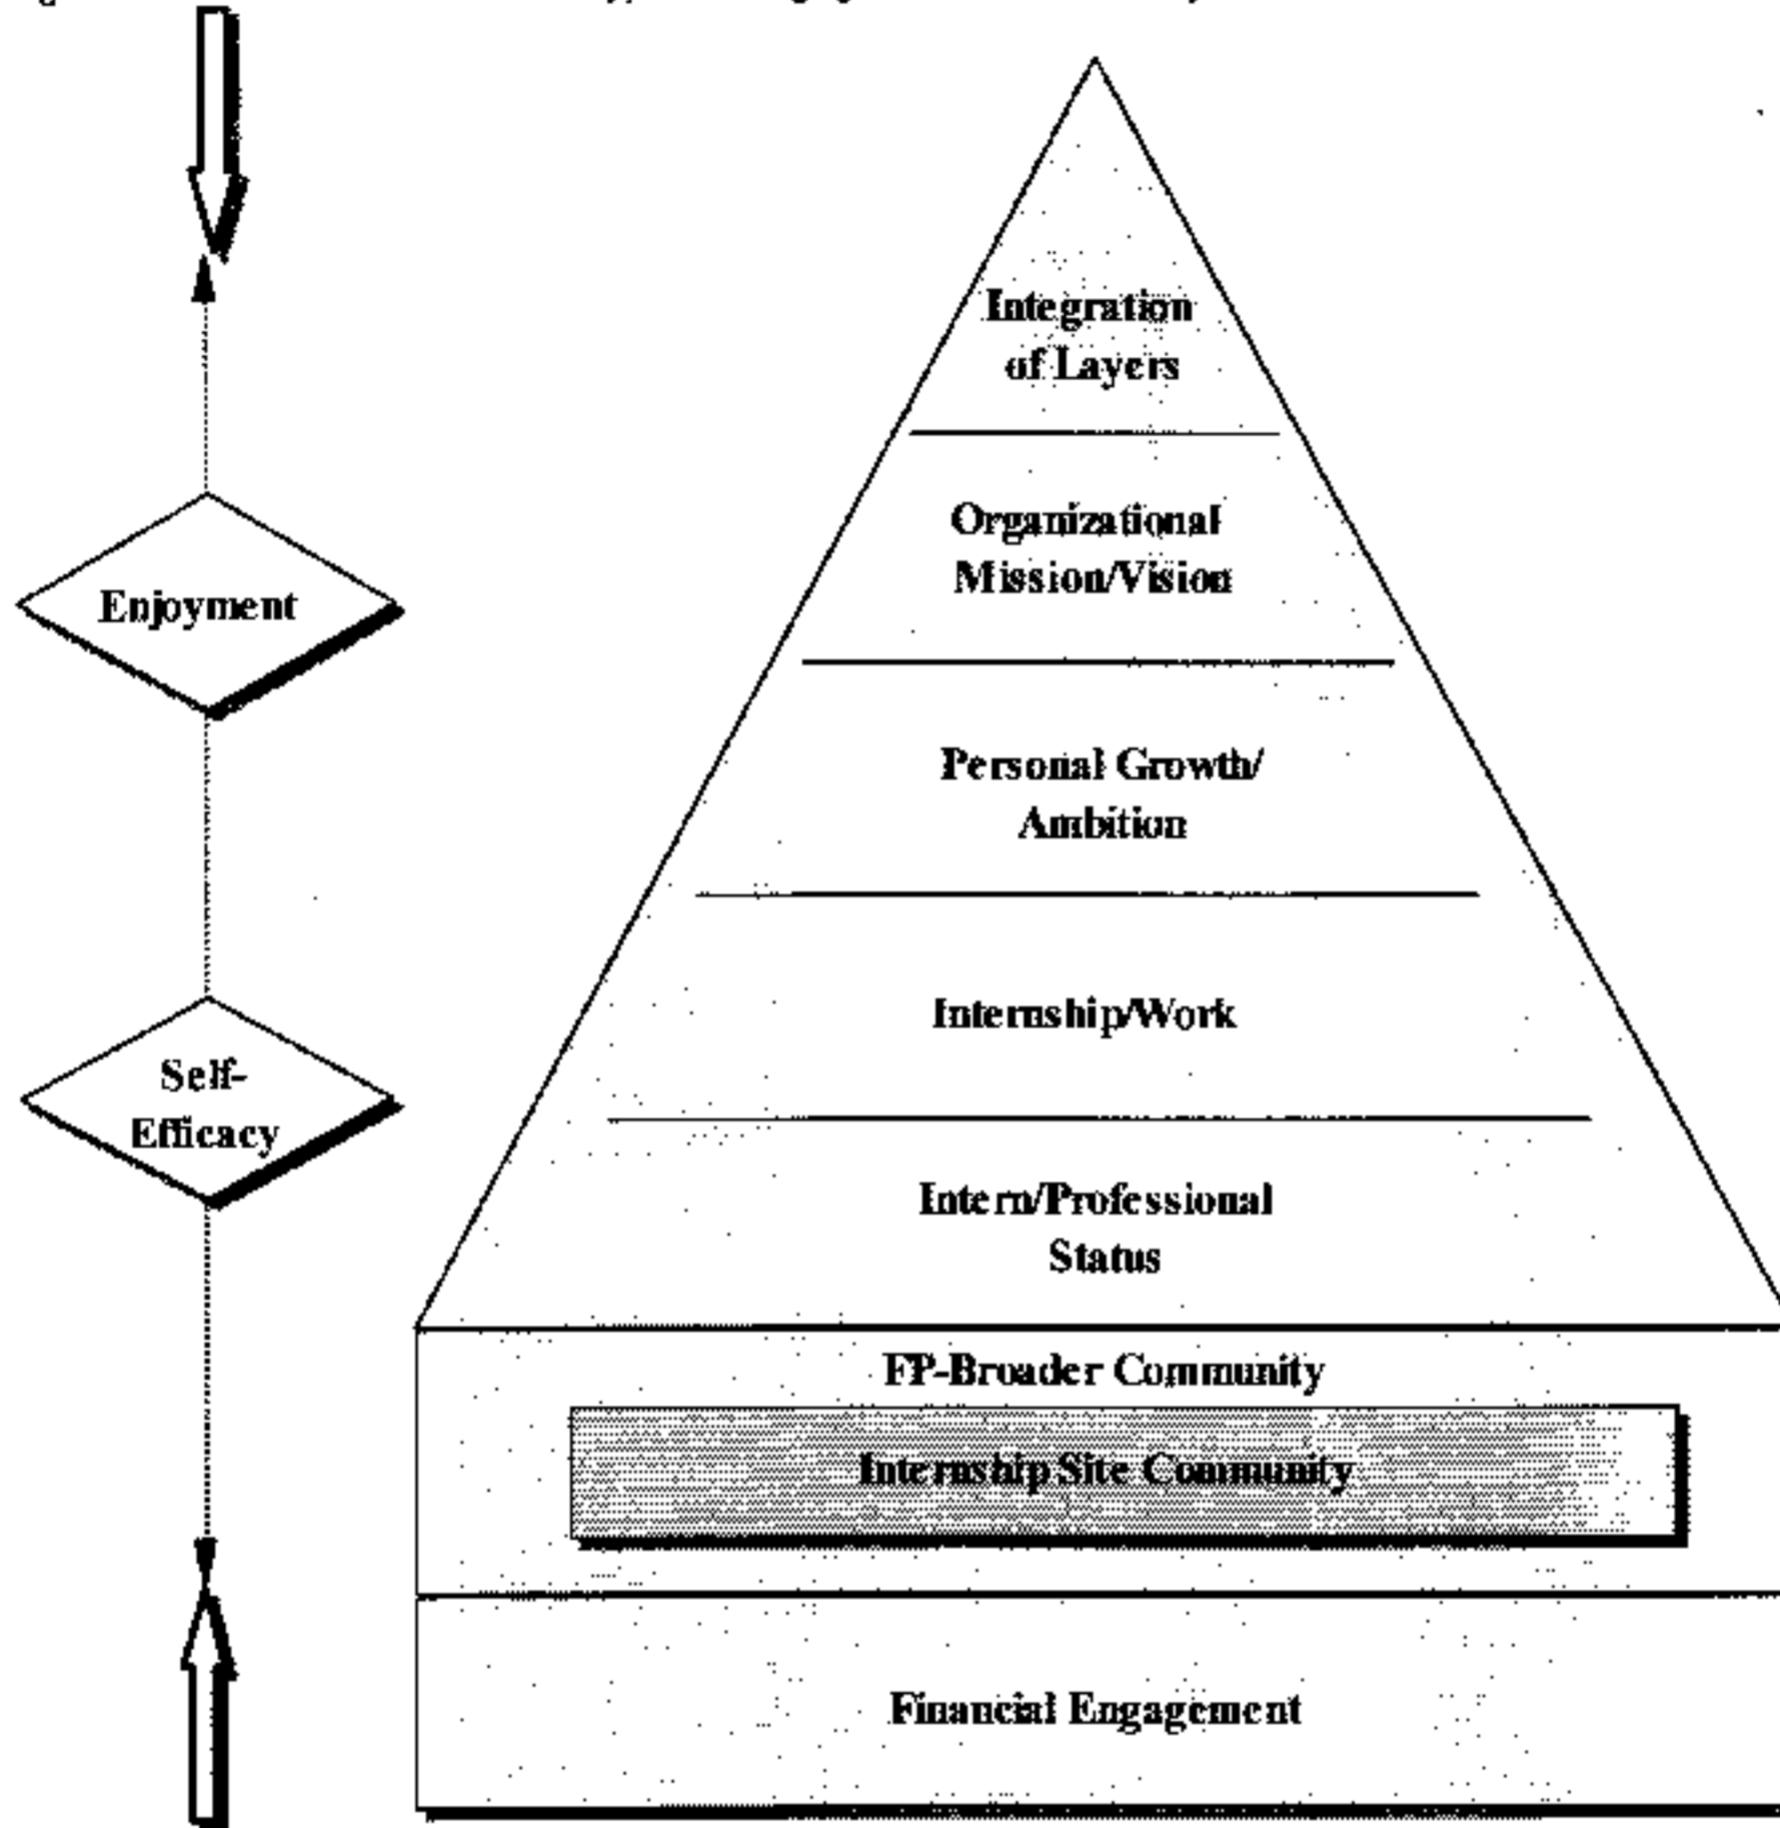 Integration
of Layers
Organizational
Mission/Vision
Enjoyment
Personal Growth/
Ambition
Internship/Work
Self-
Efficacy
Intern/Professional
Status
FP-Broader Community
Internship Site Community
Financial Engagement